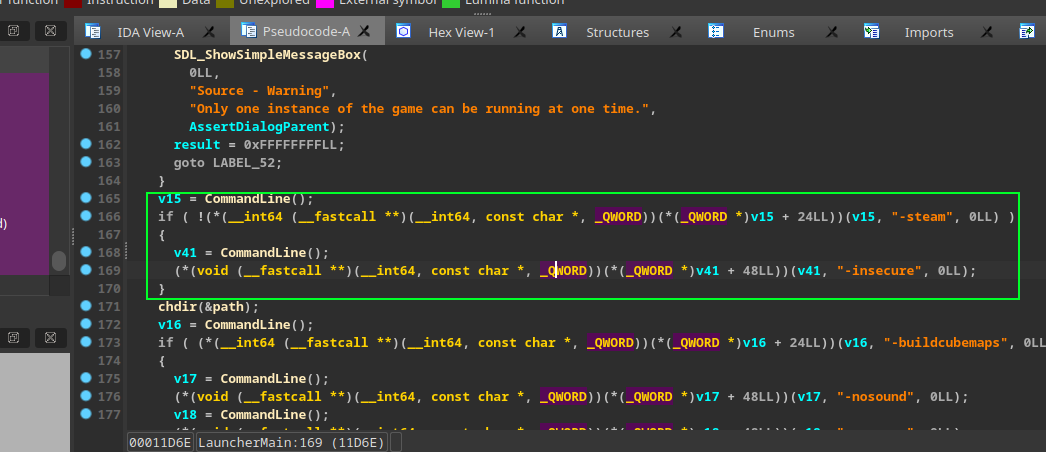 Instruction Data Unexplored External symbol Lumina function
IDA View-A Pseudocode-A Hex View-1 Structures Enums Imports
157 SDL_ShowSimpleMessageBox(
158 0LL,
159 "Source - Warning",
160 "Only one instance of the game can be running at one time.",
161 AssertDialogParent);
162 result = 0xFFFFFFFFLL;
163 goto LABEL_52;
164 }
165 v15 = CommandLine();
166 if ( !(*(__int64 (__fastcall **)(__int64, const char *, _QWORD))(*(_QWORD *)v15 + 24LL))(v15, "-steam", 0LL) )
167 {
168 v41 = CommandLine();
169 (*(void (__fastcall **)(__int64, const char *, _QWORD))(*(_QWORD *)v41 + 48LL))(v41, "-insecure", 0LL);
170 }
171 chdir(&path);
172 v16 = CommandLine();
173 if ( (*(__int64 (__fastcall **)(__int64, const char *, _QWORD))(*(_QWORD *)v16 + 24LL))(v16, "-buildcubemaps", 0LL
174 {
175 v17 = CommandLine();
176 (*(void (__fastcall **)(__int64, const char *, _QWORD))(*(_QWORD *)v17 + 48LL))(v17, "-nosound", 0LL);
177 v18 = CommandLine();
00011D6E LauncherMain:169 (11D6E)